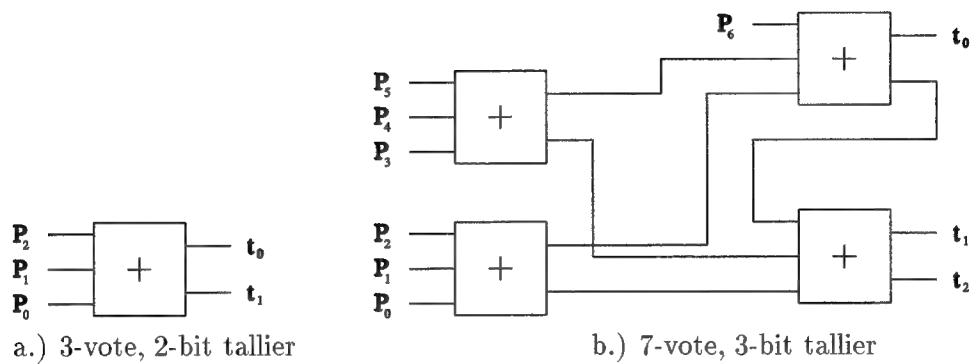 P₂
P₁
P₀
+
t₀
t₁
a.) 3-vote, 2-bit tallier
P₆
+
t₀
P₅
P₄
P₃
+
P₂
P₁
P₀
+
+
t₁
t₂
b.) 7-vote, 3-bit tallier